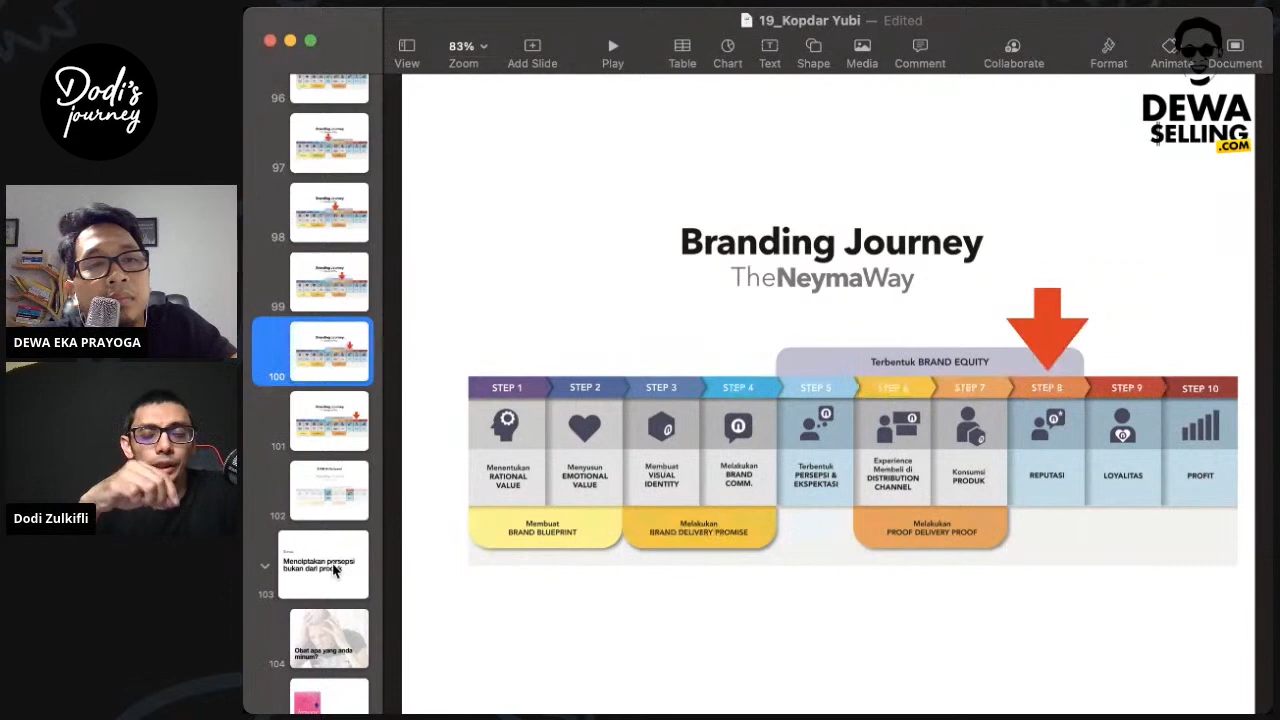 Dodi's
journey
DEWA EKA PRAYOGA
Dodi Zulkifli
19_Kopdar Yubi — Edited
View
83%
Zoom
Add Slide
Play
Table
Chart
Text
Shape
Media
Comment
Collaborate
Format
Animate
Document
DEWA
$ELLING
.COM
96
97
98
99
100
101
102
103
Menciptakan persepsi
bukan dari produk
104
Obat apa yang anda
minum?
Branding Journey
TheNeymaWay
Terbentuk BRAND EQUITY
STEP 1
STEP 2
STEP 3
STEP 4
STEP 5
STEP 6
STEP 7
STEP 8
STEP 9
STEP 10
Menentukan
RATIONAL
VALUE
Menyusun
EMOTIONAL
VALUE
Membuat
VISUAL
IDENTITY
Melakukan
BRAND
COMM.
Terbentuk
PERSEPSI &
EKSPEKTASI
Experience
Membeli di
DISTRIBUTION
CHANNEL
Konsumsi
PRODUK
REPUTASI
LOYALITAS
PROFIT
Membuat
BRAND BLUEPRINT
Melakukan
BRAND DELIVERY PROMISE
Melakukan
PROOF DELIVERY PROOF